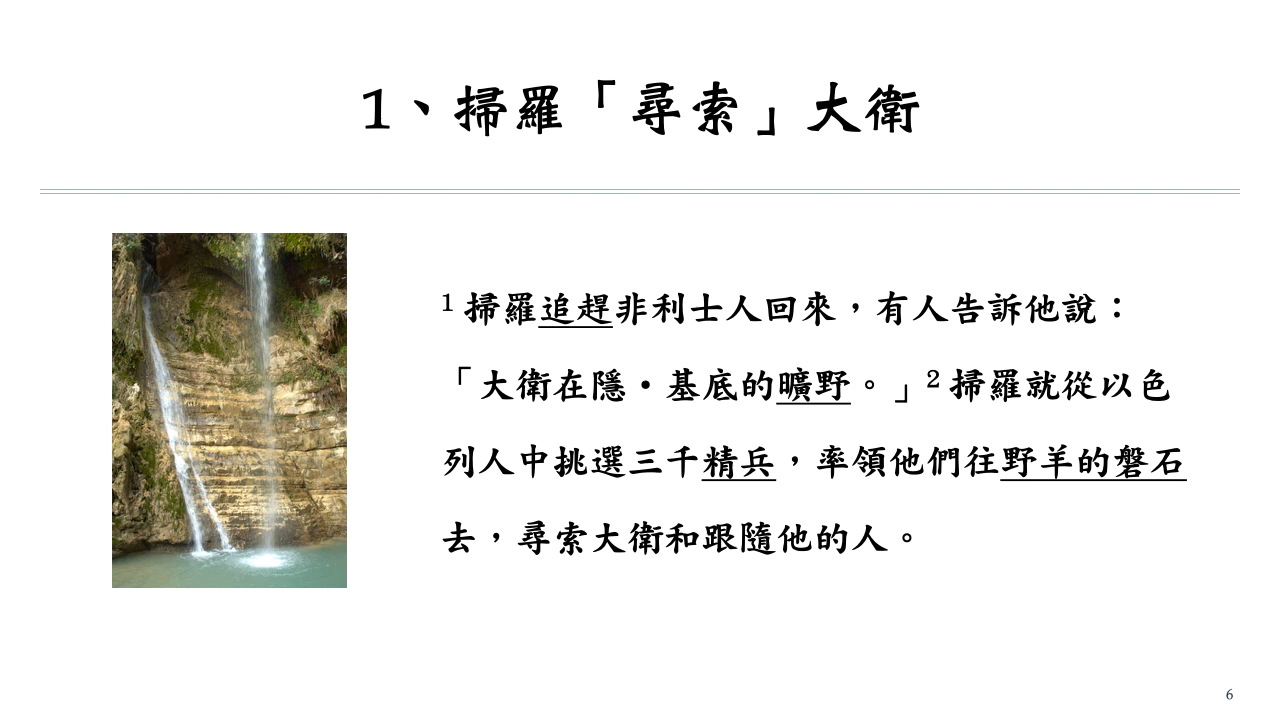 1、掃羅「尋索」大衛
1 掃羅追趕非利士人回來，有人告訴他說：
「大衛在隱‧基底的曠野。」2 掃羅就從以色
列人中挑選三千精兵，率領他們往野羊的磐石
去，尋索大衛和跟隨他的人。
6